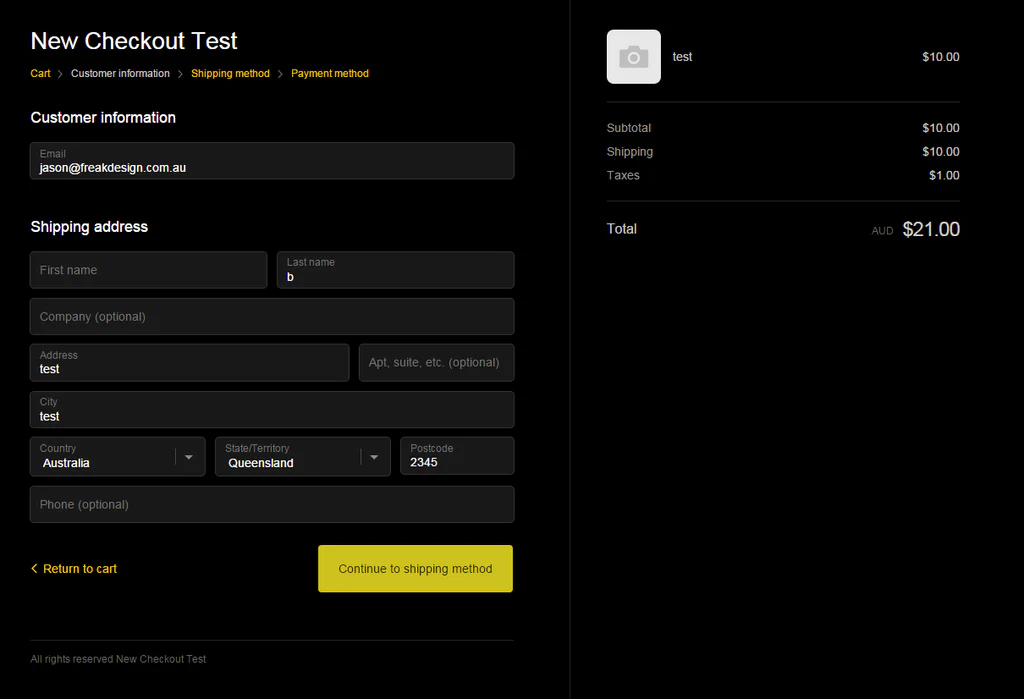 New Checkout Test
Cart > Customer information > Shipping method > Payment method
Customer information
Email
jason@freakdesign.com.au
Shipping address
First name
Last name
b
Company (optional)
Address
test
Apt, suite, etc. (optional)
City
test
Country
Australia
State/Territory
Queensland
Postcode
2345
Phone (optional)
< Return to cart
Continue to shipping method
All rights reserved New Checkout Test
test $10.00
Subtotal $10.00
Shipping $10.00
Taxes $1.00
Total AUD $21.00